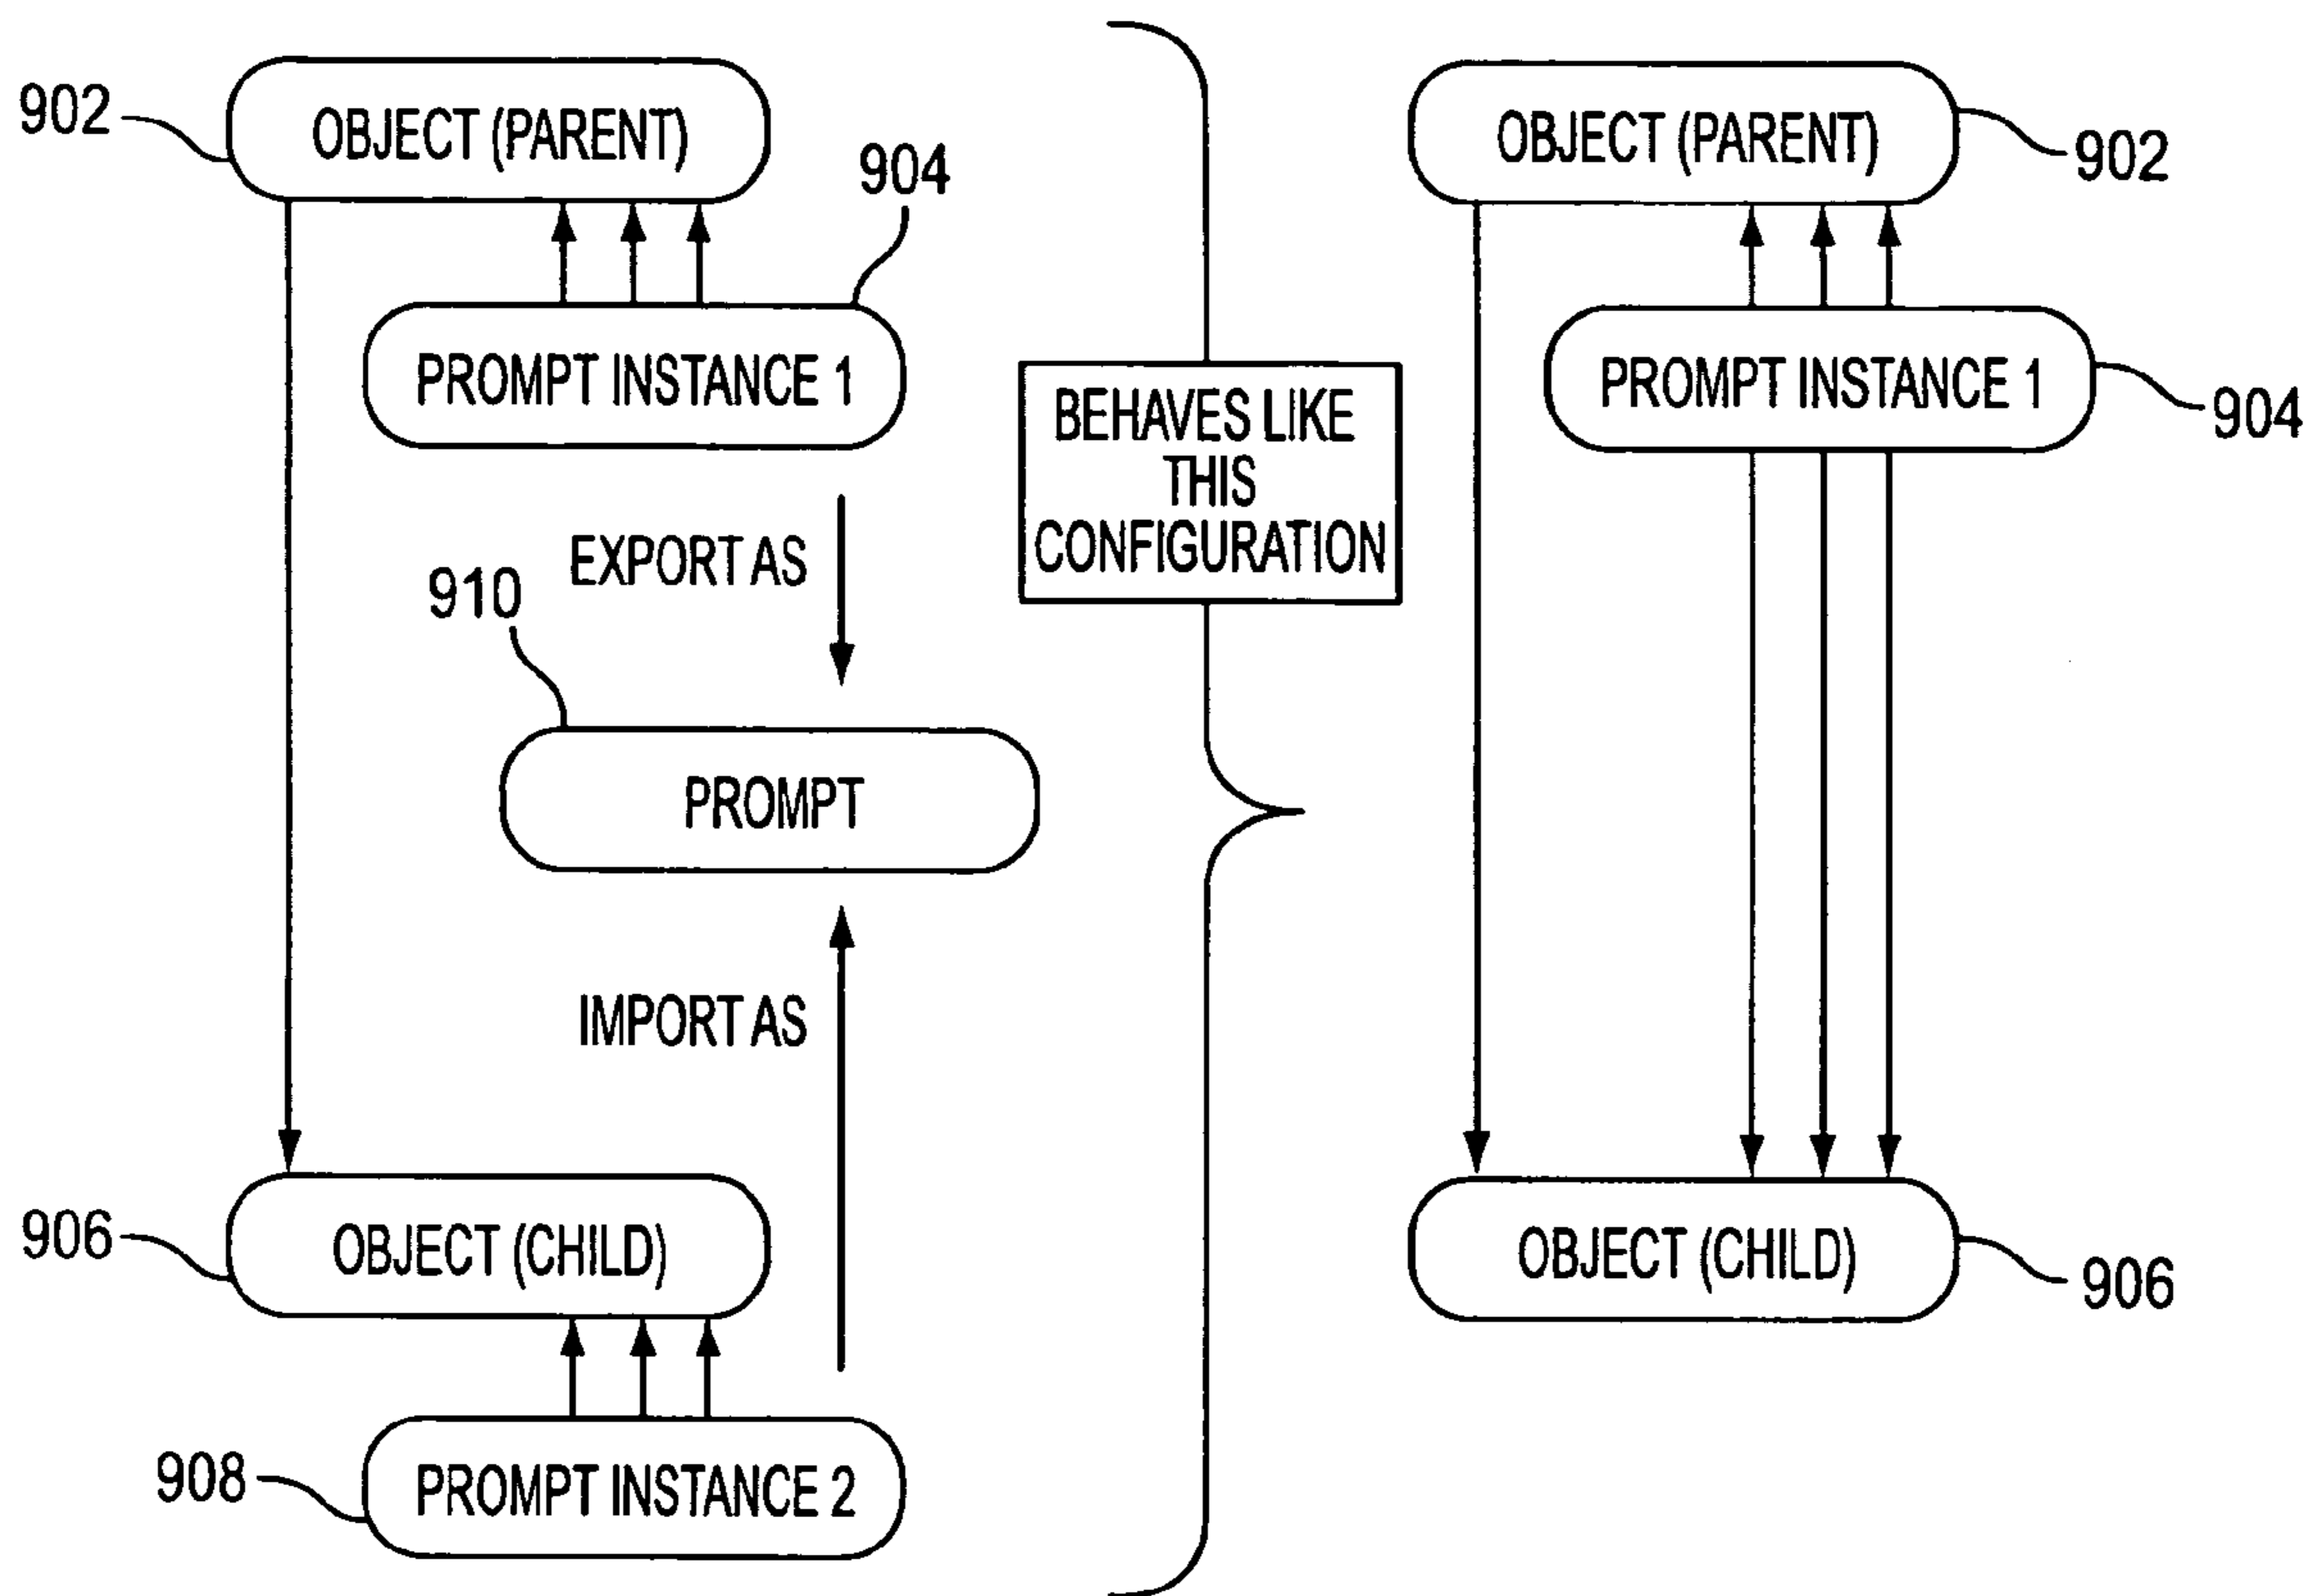 902
OBJECT (PARENT)
904
PROMPT INSTANCE 1
EXPORT AS
910
PROMPT
IMPORT AS
906
OBJECT (CHILD)
908
PROMPT INSTANCE 2
BEHAVES LIKE
THIS
CONFIGURATION
OBJECT (PARENT)
902
PROMPT INSTANCE 1
904
OBJECT (CHILD)
906